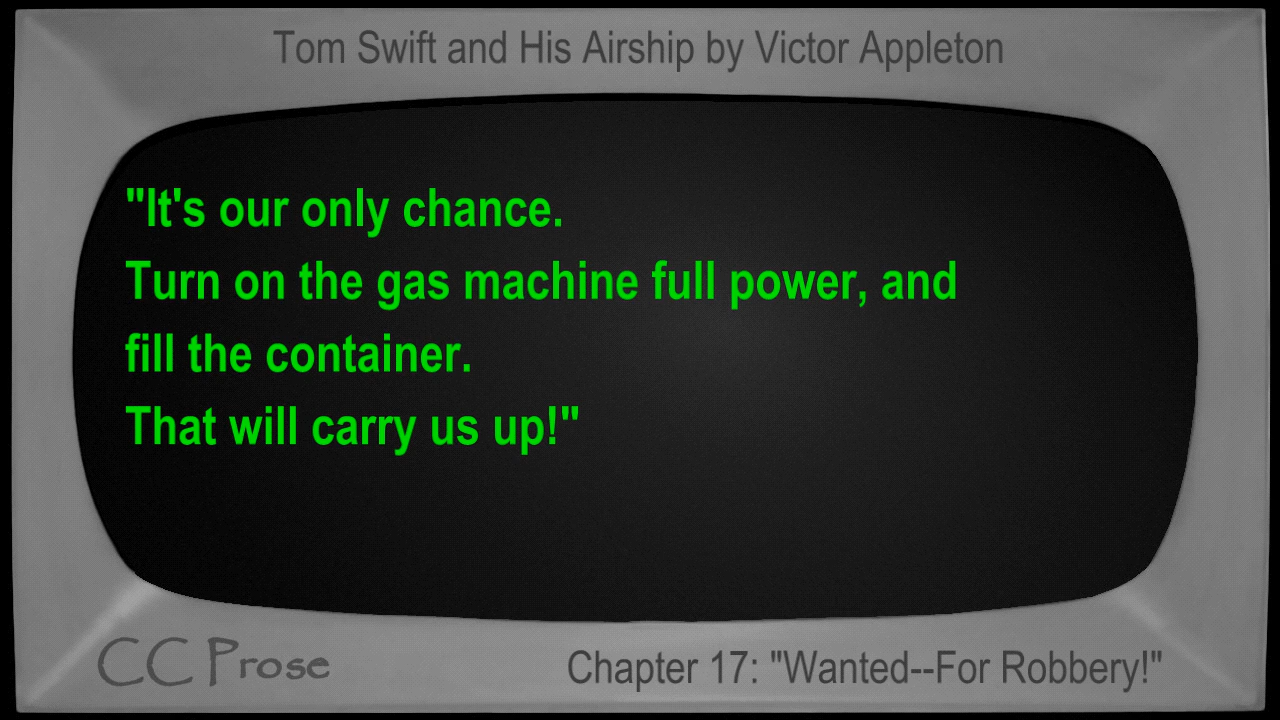 Tom Swift and His Airship by Victor Appleton
"It's our only chance.
Turn on the gas machine full power, and
fill the container.
That will carry us up!"
CC Prose
Chapter 17: "Wanted--For Robbery!"